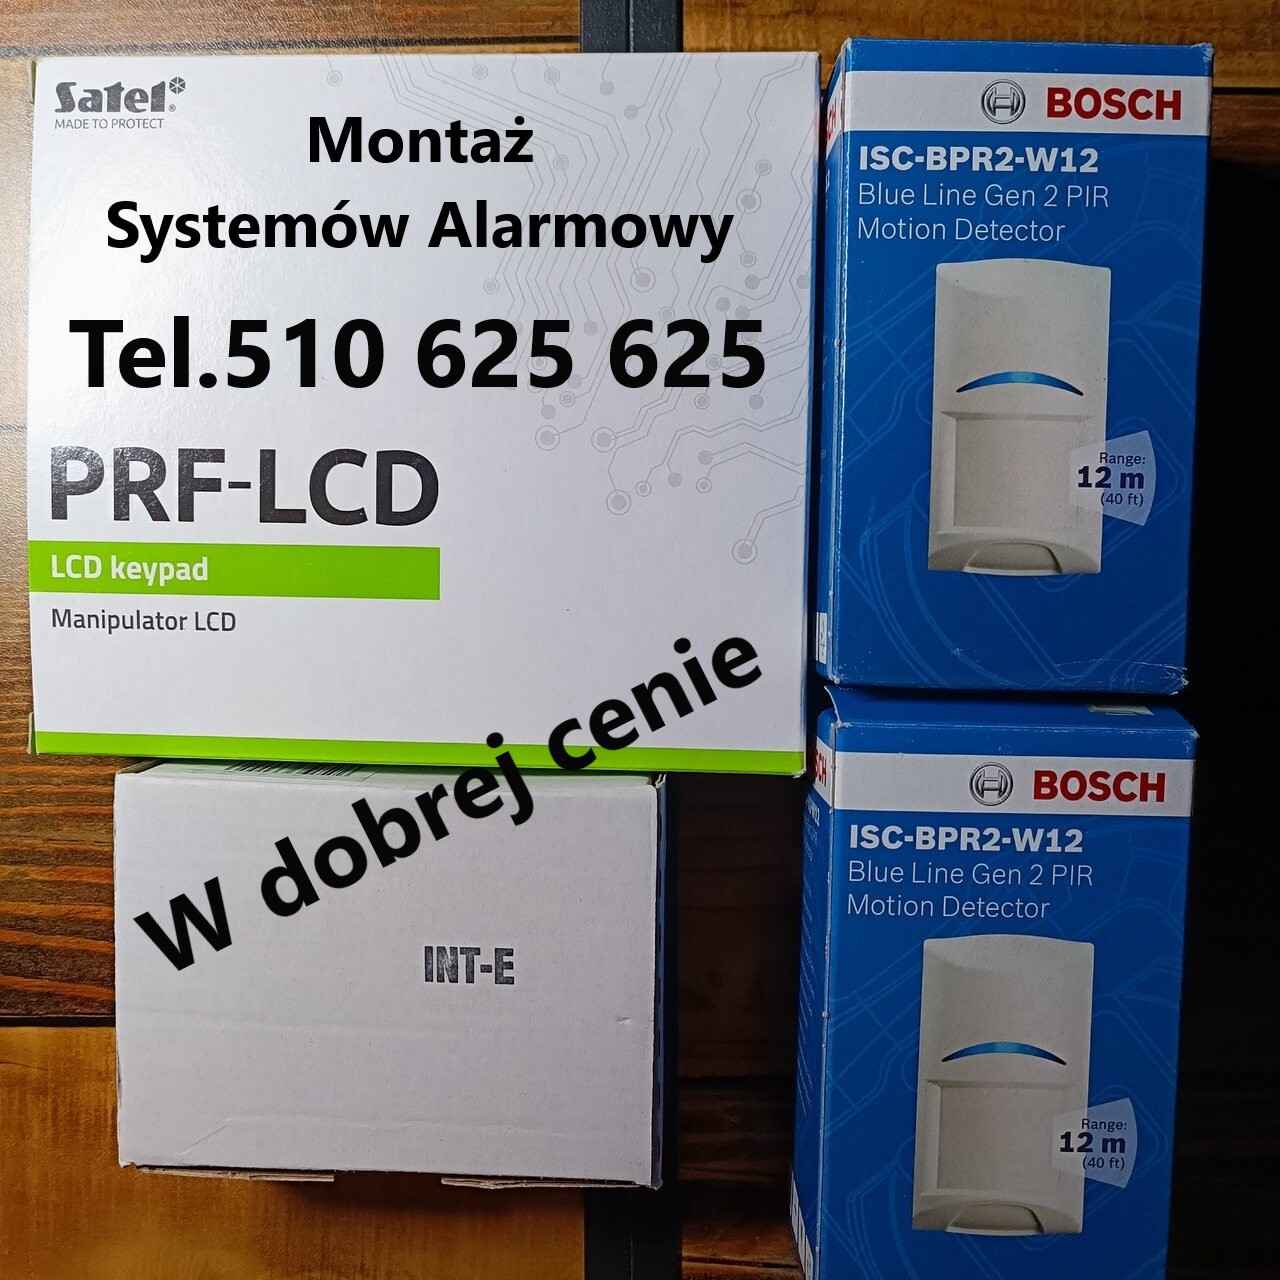 Satel
MADE TO PROTECT
Montaż
Systemów Alarmowy
Tel.510 625 625
PRF-LCD
LCD keypad
Manipulator LCD
W dobrej cenie
INT-E
BOSCH
ISC-BPR2-W12
Blue Line Gen 2 PIR
Motion Detector
Range:
12 m
(40 ft)
BOSCH
ISC-BPR2-W12
Blue Line Gen 2 PIR
Motion Detector
Range:
12 m
(40 ft)